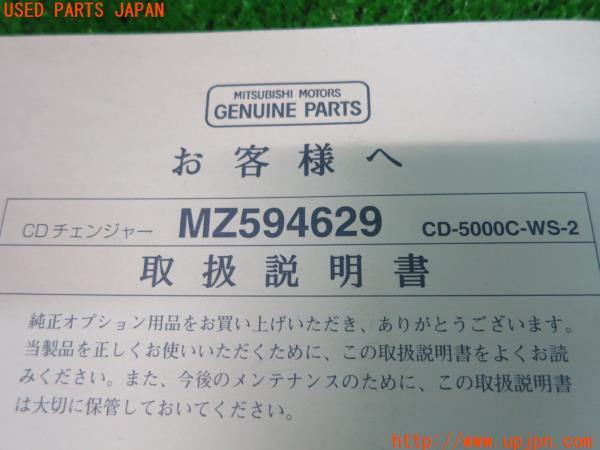 USED PARTS JAPAN
MITSUBISHI MOTORS
GENUINE PARTS
お客様へ
CDチェンジャー MZ594629 CD-5000C-WS-2
取扱説明書
純正オプション用品をお買い上げいただき、ありがとうございます。
当製品を正しくお使いいただくために、この取扱説明書をよくお読
みください。また、今後のメンテナンスのために、この取扱説明書
は大切に保管しておいてください。
http://www.upjpn.com/